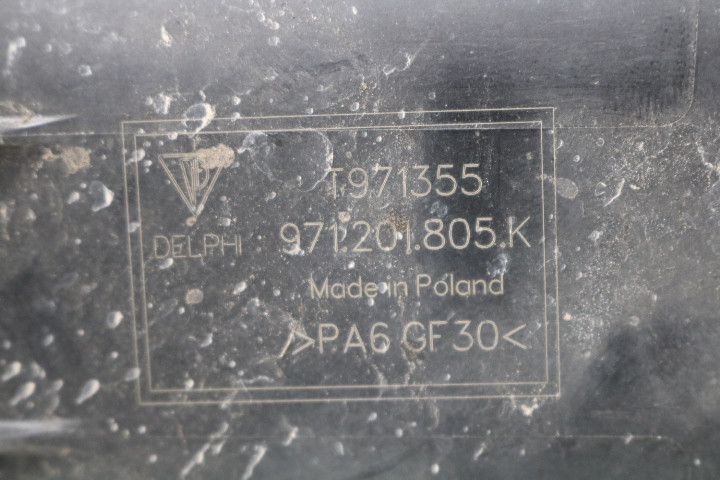 T971355
DELPHI 971.201.805.K
Made in Poland
>PA6 GF30<